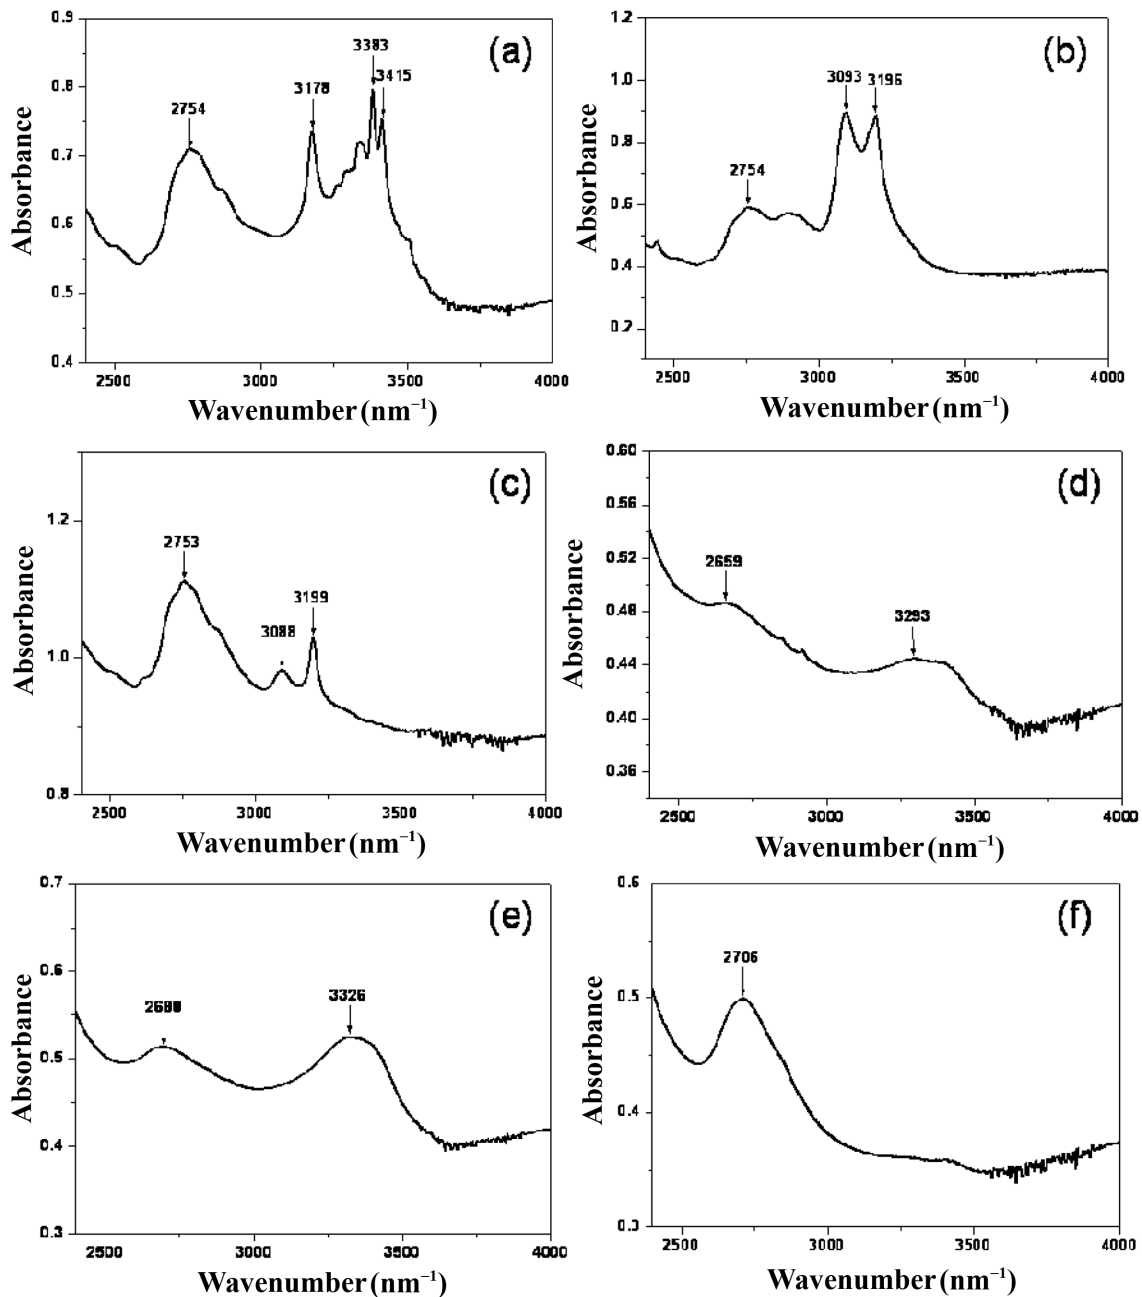 (a)
0.9
0.8
0.7
0.6
0.5
0.4
Absorbance
2754
3178
3383
3415
2500 3000 3500 4000
Wavenumber (nm⁻¹)
(b)
1.2
1.0
0.8
0.6
0.4
0.2
Absorbance
2754
3093
3196
2500 3000 3500 4000
Wavenumber (nm⁻¹)
(c)
1.2
1.0
0.8
Absorbance
2753
3088
3199
2500 3000 3500 4000
Wavenumber (nm⁻¹)
(d)
0.60
0.56
0.52
0.48
0.44
0.40
0.36
Absorbance
2659
3293
2500 3000 3500 4000
Wavenumber (nm⁻¹)
(e)
0.7
0.6
0.5
0.4
0.3
Absorbance
3326
2500 3000 3500 4000
Wavenumber (nm⁻¹)
(f)
0.6
0.5
0.4
0.3
Absorbance
2706
2500 3000 3500 4000
Wavenumber (nm⁻¹)